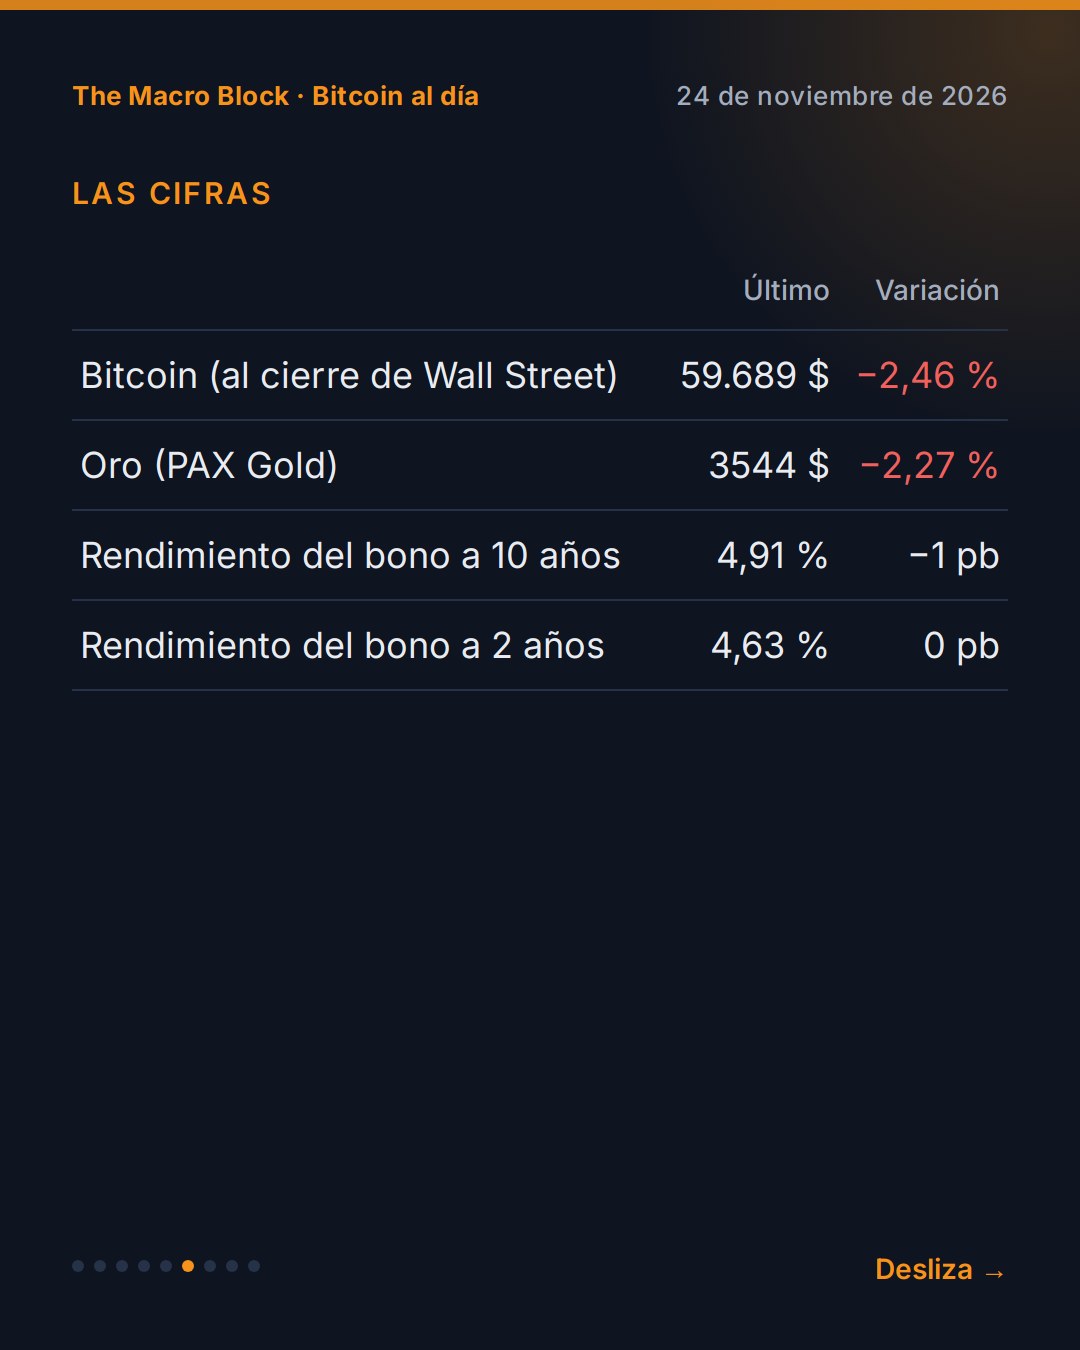 The Macro Block · Bitcoin al día 24 de noviembre de 2026
LAS CIFRAS
Último Variación
Bitcoin (al cierre de Wall Street) 59.689 $ −2,46 %
Oro (PAX Gold) 3544 $ −2,27 %
Rendimiento del bono a 10 años 4,91 % −1 pb
Rendimiento del bono a 2 años 4,63 % 0 pb
Desliza →